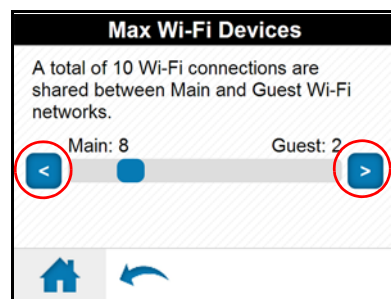 Max Wi-Fi Devices
A total of 10 Wi-Fi connections are
shared between Main and Guest Wi-Fi
networks.
Main: 8 Guest: 2
< >